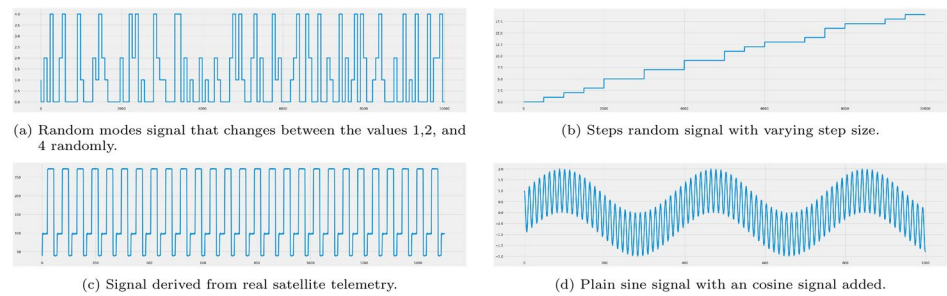 (a) Random modes signal that changes between the values 1,2, and
4 randomly.
(b) Steps random signal with varying step size.
(c) Signal derived from real satellite telemetry.
(d) Plain sine signal with an cosine signal added.